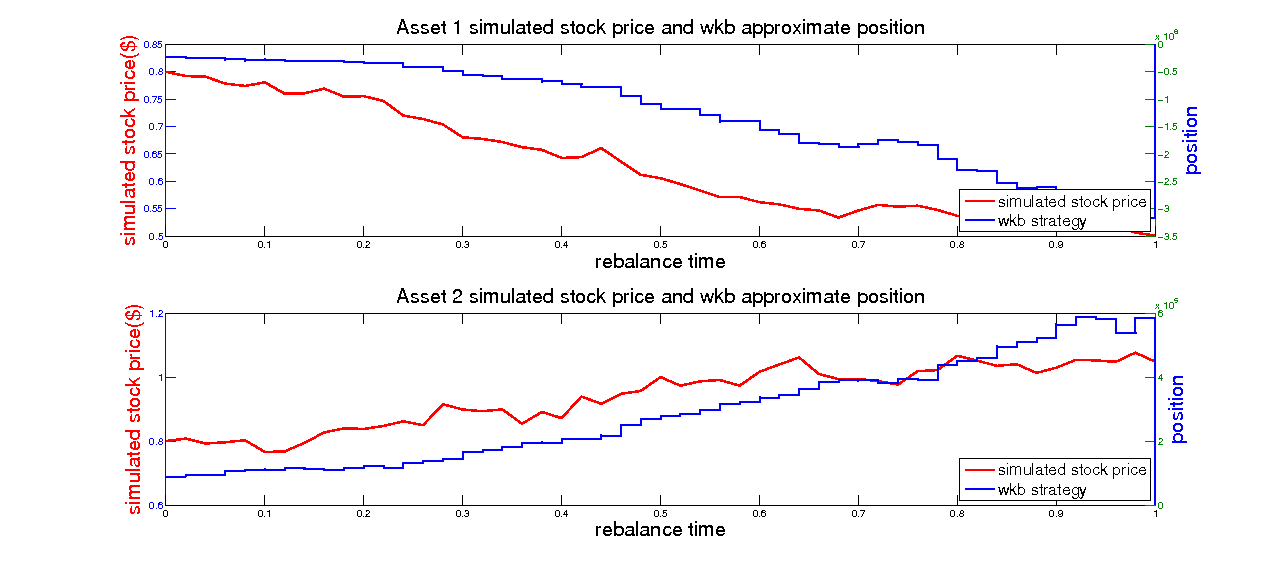 Asset 1 simulated stock price and wkb approximate position
simulated stock price($)
0.85
0.8
0.75
0.7
0.65
0.6
0.55
0.5
0 0.1 0.2 0.3 0.4 0.5 0.6 0.7 0.8 0.9 1
rebalance time
0
−0.5
−1
−1.5
−2
−2.5
−3
−3.5
position
simulated stock price
wkb strategy
Asset 2 simulated stock price and wkb approximate position
simulated stock price($)
1.2
1
0.8
0.6
0 0.1 0.2 0.3 0.4 0.5 0.6 0.7 0.8 0.9 1
rebalance time
6
4
2
0
position
simulated stock price
wkb strategy